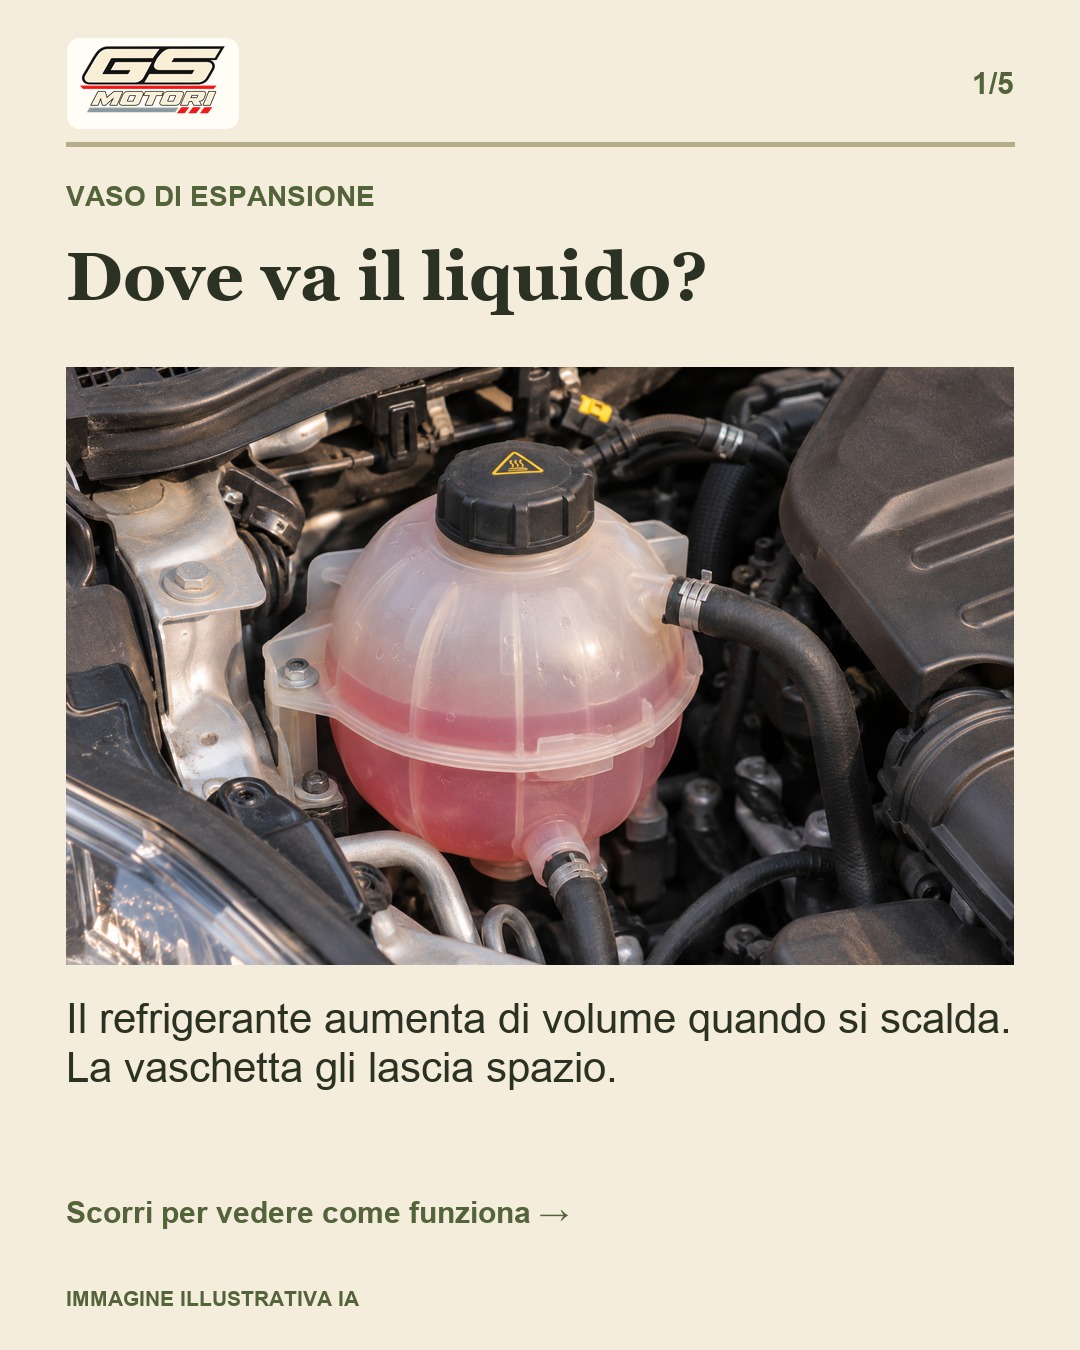 GS
MOTORI
1/5
VASO DI ESPANSIONE
Dove va il liquido?
Il refrigerante aumenta di volume quando si scalda.
La vaschetta gli lascia spazio.
Scorri per vedere come funziona →
IMMAGINE ILLUSTRATIVA IA